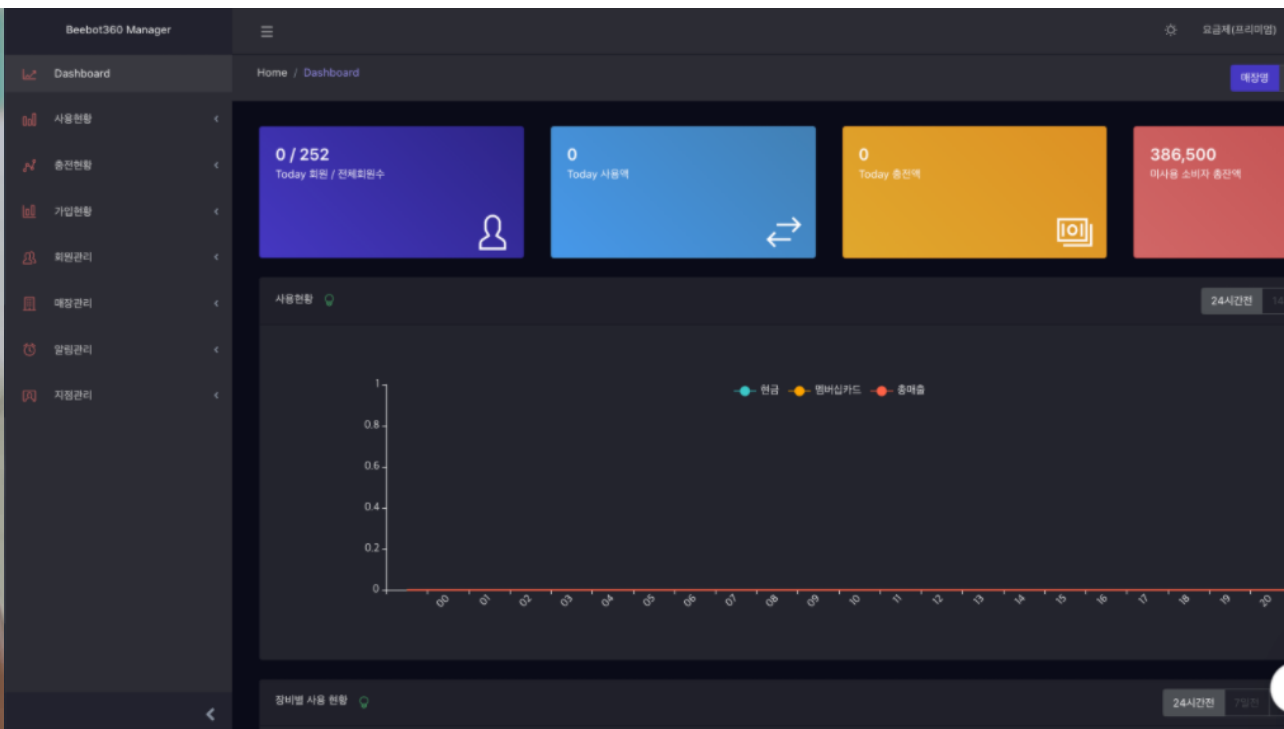 Beebot360 Manager
요금제(프리미엄)
Dashboard
Home / Dashboard
매장명
사용현황
충전현황
가입현황
회원관리
매장관리
알림관리
지점관리
0 / 252
Today 회원 / 전체회원수
0
Today 사용액
0
Today 충전액
386,500
미사용 소비자 충전액
사용현황
24시간전
14
현금 멤버십카드 총매출
1
0.8
0.6
0.4
0.2
0
00 01 02 03 04 05 06 07 08 09 10 11 12 13 14 15 16 17 18 19 20
장비별 사용 현황
24시간전 7일전